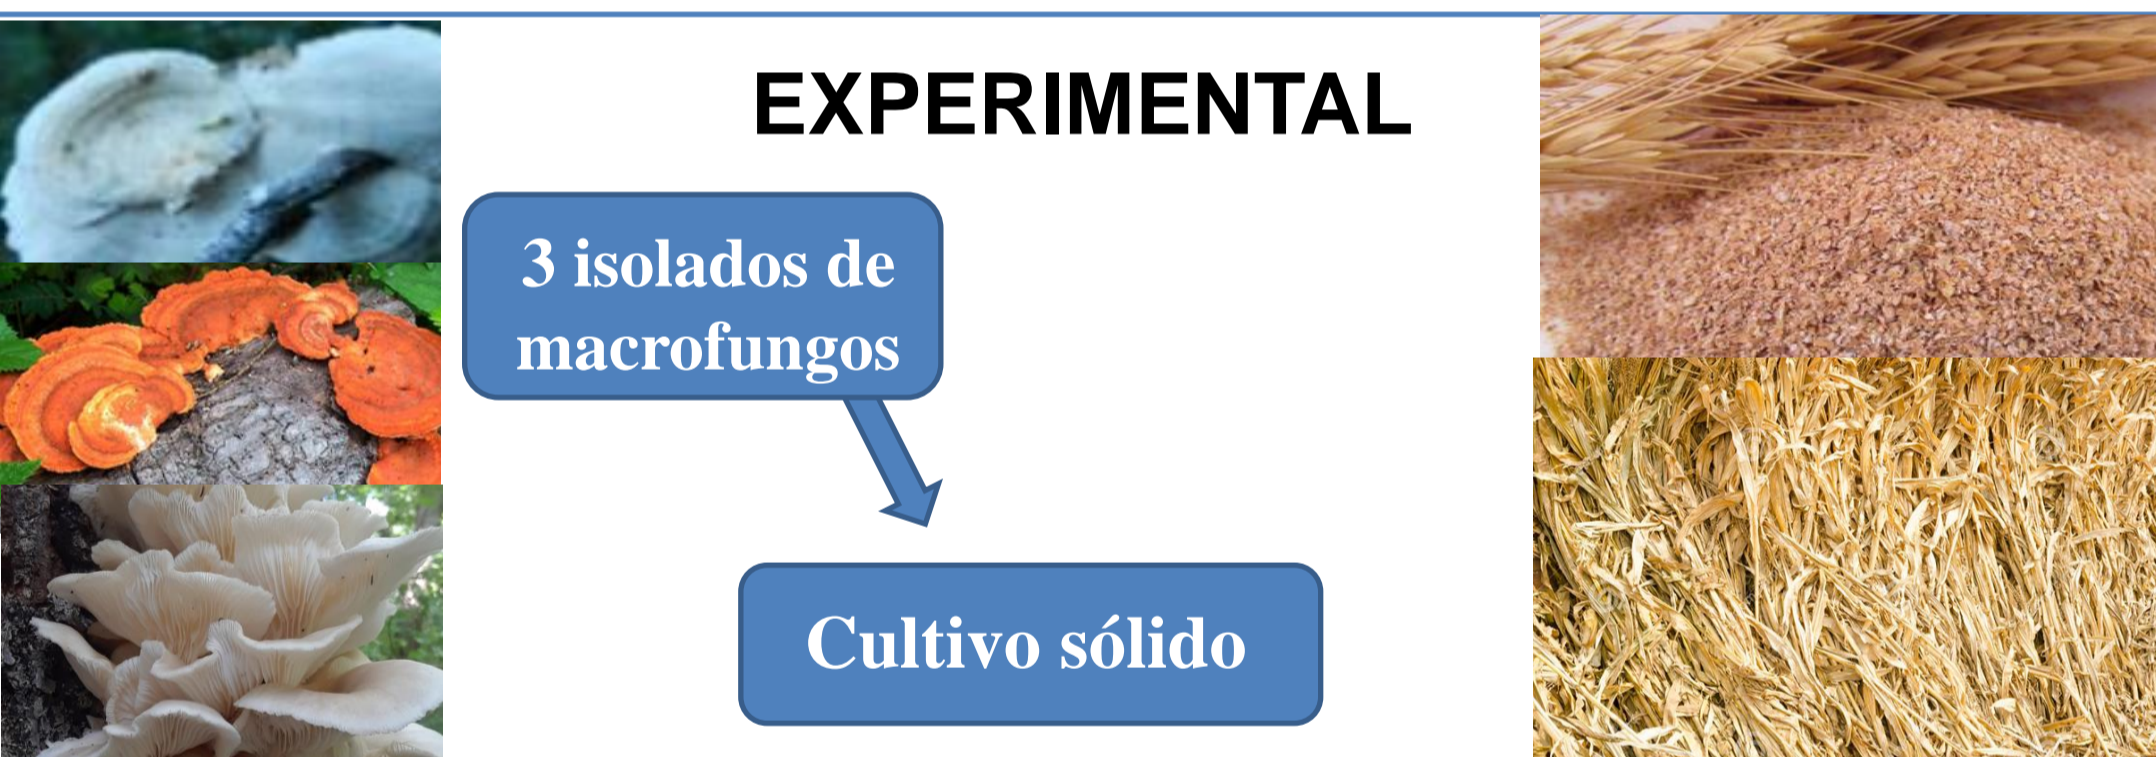 EXPERIMENTAL
3 isolados de
macrofungos
Cultivo sólido